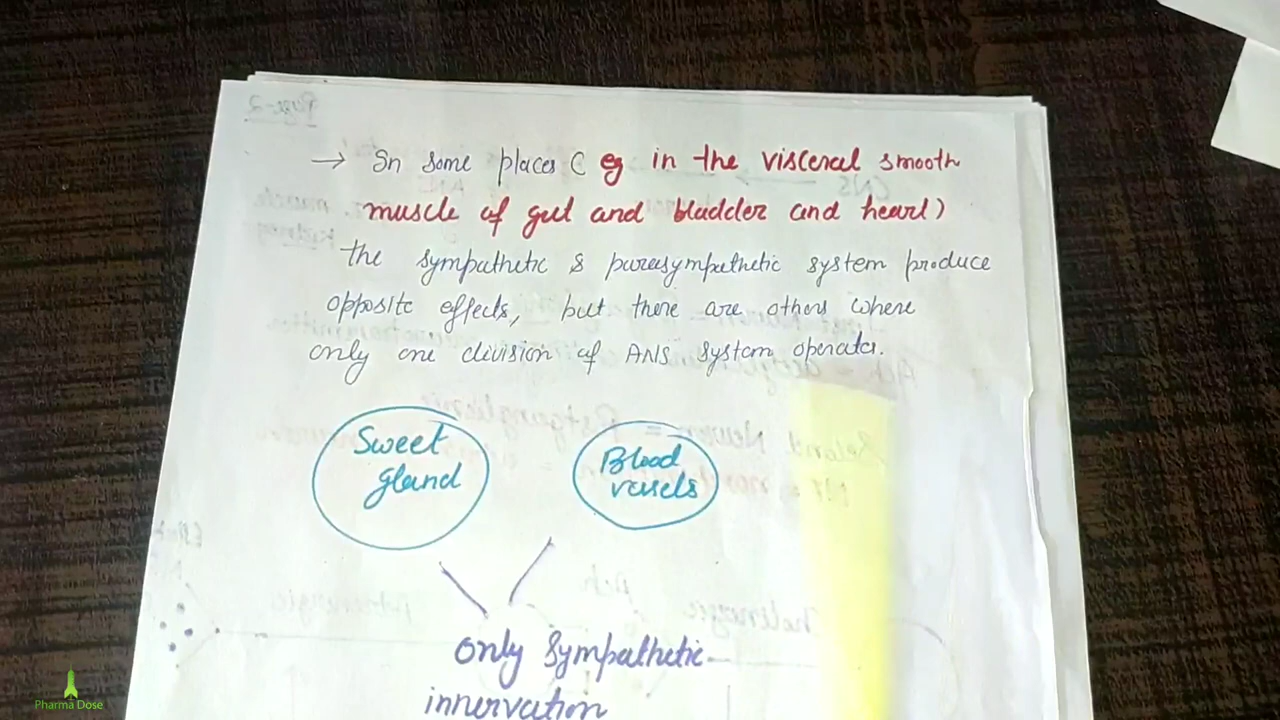 → In some places (eg in the visceral smooth
muscle of gut and bladder and heart)
the sympathetic & parasympathetic system produce
opposite effects, but there are others where
only one division of ANS system operates.
Sweet
gland
Blood
vessels
only sympathetic
innervation
Pharma Dose